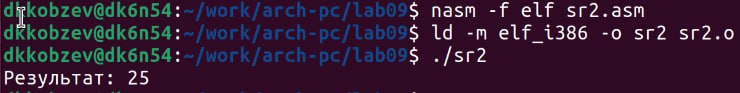 dkkobzev@dk6n54:~/work/arch-pc/lab09$ nasm -f elf sr2.asm
dkkobzev@dk6n54:~/work/arch-pc/lab09$ ld -m elf_i386 -o sr2 sr2.o
dkkobzev@dk6n54:~/work/arch-pc/lab09$ ./sr2
Результат: 25